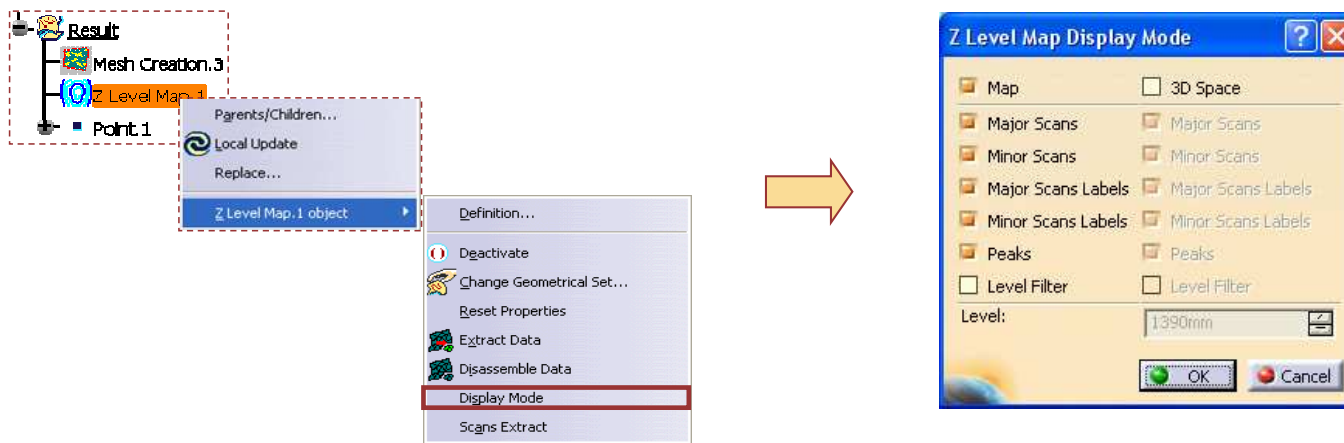 Result
Mesh Creation.3
Z Level Map.1
Point.1
Parents/Children...
Local Update
Replace...
Z Level Map.1 object
Definition...
Deactivate
Change Geometrical Set...
Reset Properties
Extract Data
Disassemble Data
Display Mode
Scans Extract
Z Level Map Display Mode
Map 3D Space
Major Scans Major Scans
Minor Scans Minor Scans
Major Scans Labels Major Scans Labels
Minor Scans Labels Minor Scans Labels
Peaks Peaks
Level Filter Level Filter
Level: 1390mm
OK Cancel